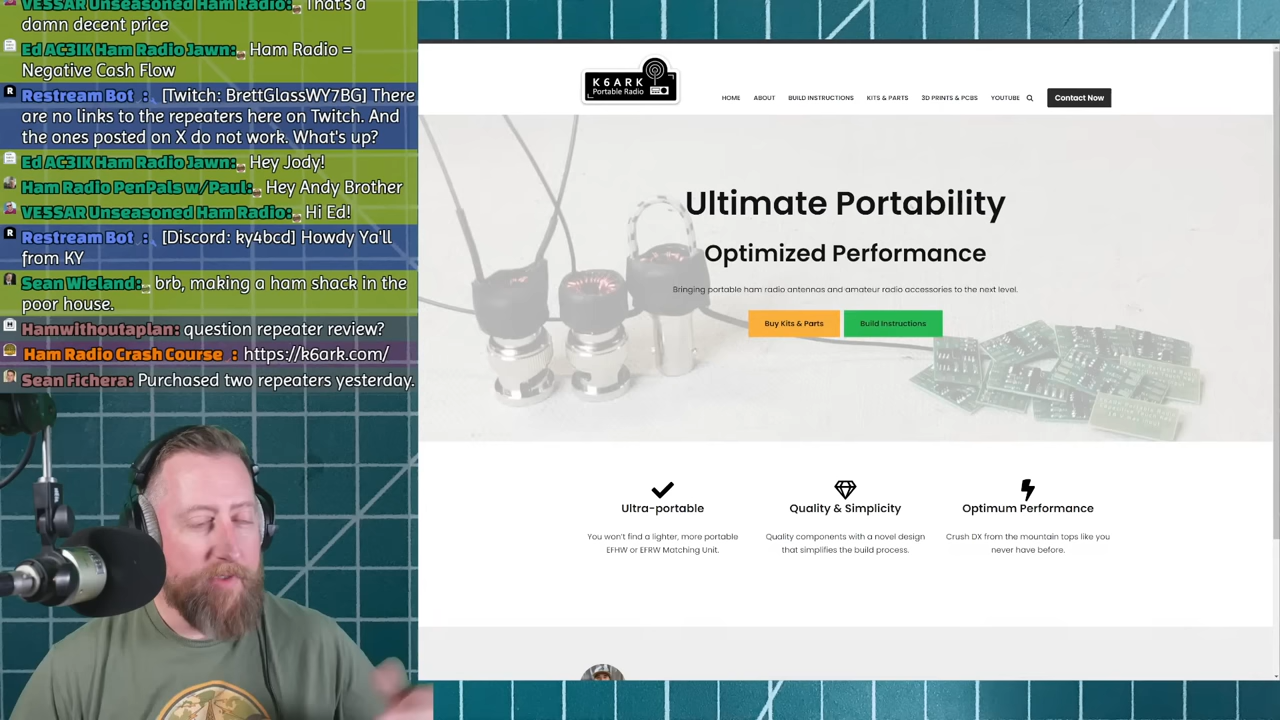 VESSAR Unseasoned Ham Radio: That's a
damn decent price
Ed AC3IK Ham Radio Jawn: Ham Radio =
Negative Cash Flow
Restream Bot : [Twitch: BrettGlassWY7BG] There
are no links to the repeaters here on Twitch. And
the ones posted on X do not work. What's up?
Ed AC3IK Ham Radio Jawn: Hey Jody!
Ham Radio PenPals w/Paul: Hey Andy Brother
VESSAR Unseasoned Ham Radio: Hi Ed!
Restream Bot : [Discord: ky4bcd] Howdy Ya'll
from KY
Sean Wieland: brb, making a ham shack in the
poor house.
Hamwithoutaplan: question repeater review?
Ham Radio Crash Course : https://k6ark.com/
Sean Fichera: Purchased two repeaters yesterday.
K6ARK
Portable Radio
HOME ABOUT BUILD INSTRUCTIONS KITS & PARTS 3D PRINTS & PCBS YOUTUBE Contact Now
Ultimate Portability
Optimized Performance
Bringing portable ham radio antennas and amateur radio accessories to the next level.
Buy Kits & Parts Build Instructions
Ultra-portable
You won't find a lighter, more portable
EFHW or EFRW Matching Unit.
Quality & Simplicity
Quality components with a novel design
that simplifies the build process.
Optimum Performance
Crush DX from the mountain tops like you
never have before.